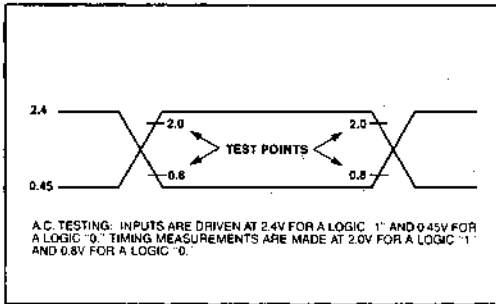 2.4
2.0
2.0
TEST POINTS
0.8
0.8
0.45
A.C. TESTING: INPUTS ARE DRIVEN AT 2.4V FOR A LOGIC "1" AND 0.45V FOR
A LOGIC "0." TIMING MEASUREMENTS ARE MADE AT 2.0V FOR A LOGIC "1"
AND 0.8V FOR A LOGIC "0."